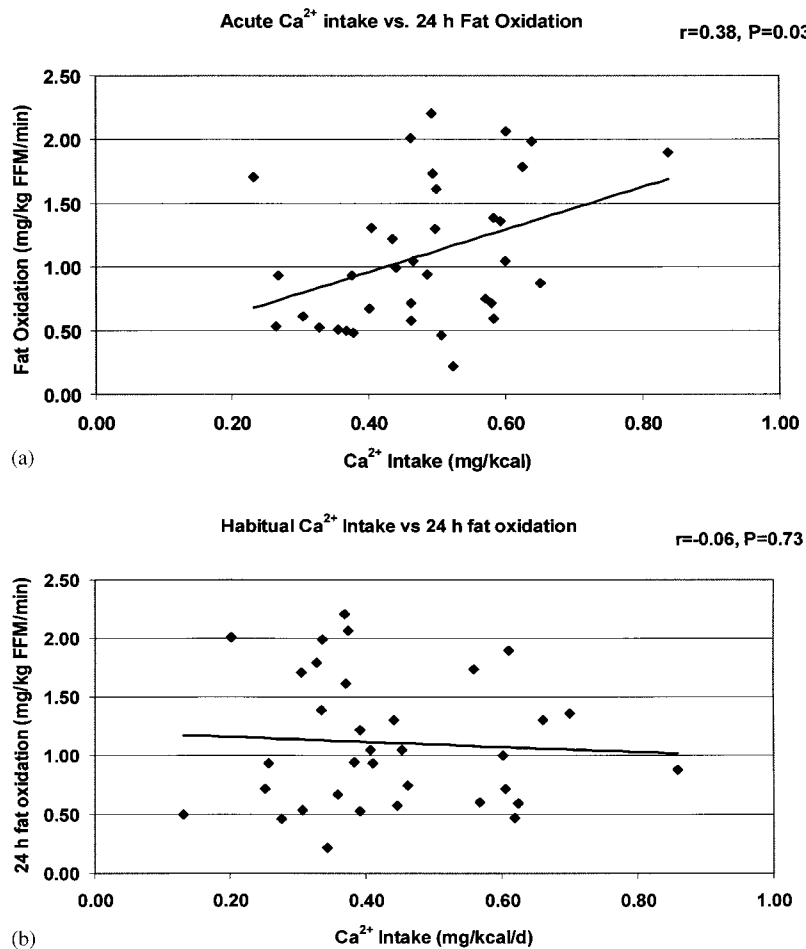 Acute Ca2+ intake vs. 24 h Fat Oxidation
r=0.38, P=0.03
Fat Oxidation (mg/kg FFM/min)
2.50
2.00
1.50
1.00
0.50
0.00
0.00 0.20 0.40 0.60 0.80 1.00
(a)
Ca2+ Intake (mg/kcal)
Habitual Ca2+ Intake vs 24 h fat oxidation
r=-0.06, P=0.73
24 h fat oxidation (mg/kg FFM/min)
2.50
2.00
1.50
1.00
0.50
0.00
0.00 0.20 0.40 0.60 0.80 1.00
(b)
Ca2+ Intake (mg/kcal/d)